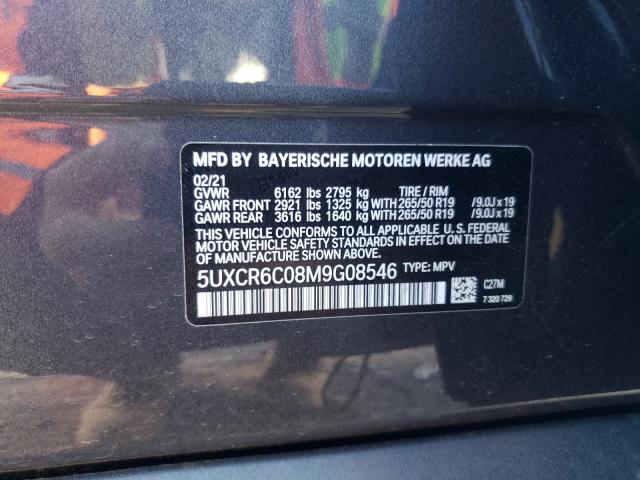 MFD BY BAYERISCHE MOTOREN WERKE AG
02/21
GVWR 6162 lbs 2795 kg TIRE / RIM
GAWR FRONT 2921 lbs 1325 kg WITH 265/50 R19 /9.0J x 19
GAWR REAR 3616 lbs 1640 kg WITH 265/50 R19 /9.0J x 19
THIS VEHICLE CONFORMS TO ALL APPLICABLE U. S. FEDERAL
MOTOR VEHICLE SAFETY STANDARDS IN EFFECT ON THE
DATE OF MANUFACTURE SHOWN ABOVE.
5UXCR6C08M9G08546 TYPE: MPV
C27M
7 320 729